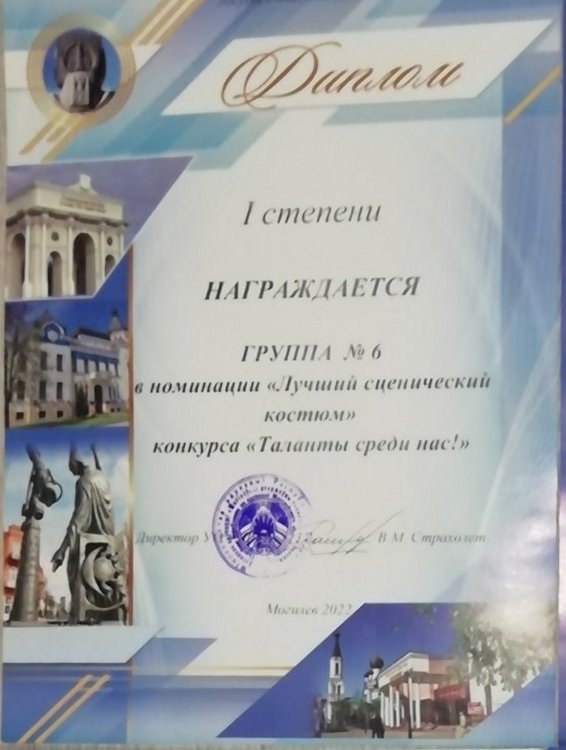 Диплом
I степени
НАГРАЖДАЕТСЯ
ГРУППА № 6
в номинации «Лучший сценический
костюм»
конкурса «Таланты среди нас!»
Директор В.М. Страхолет
Могилев 2022